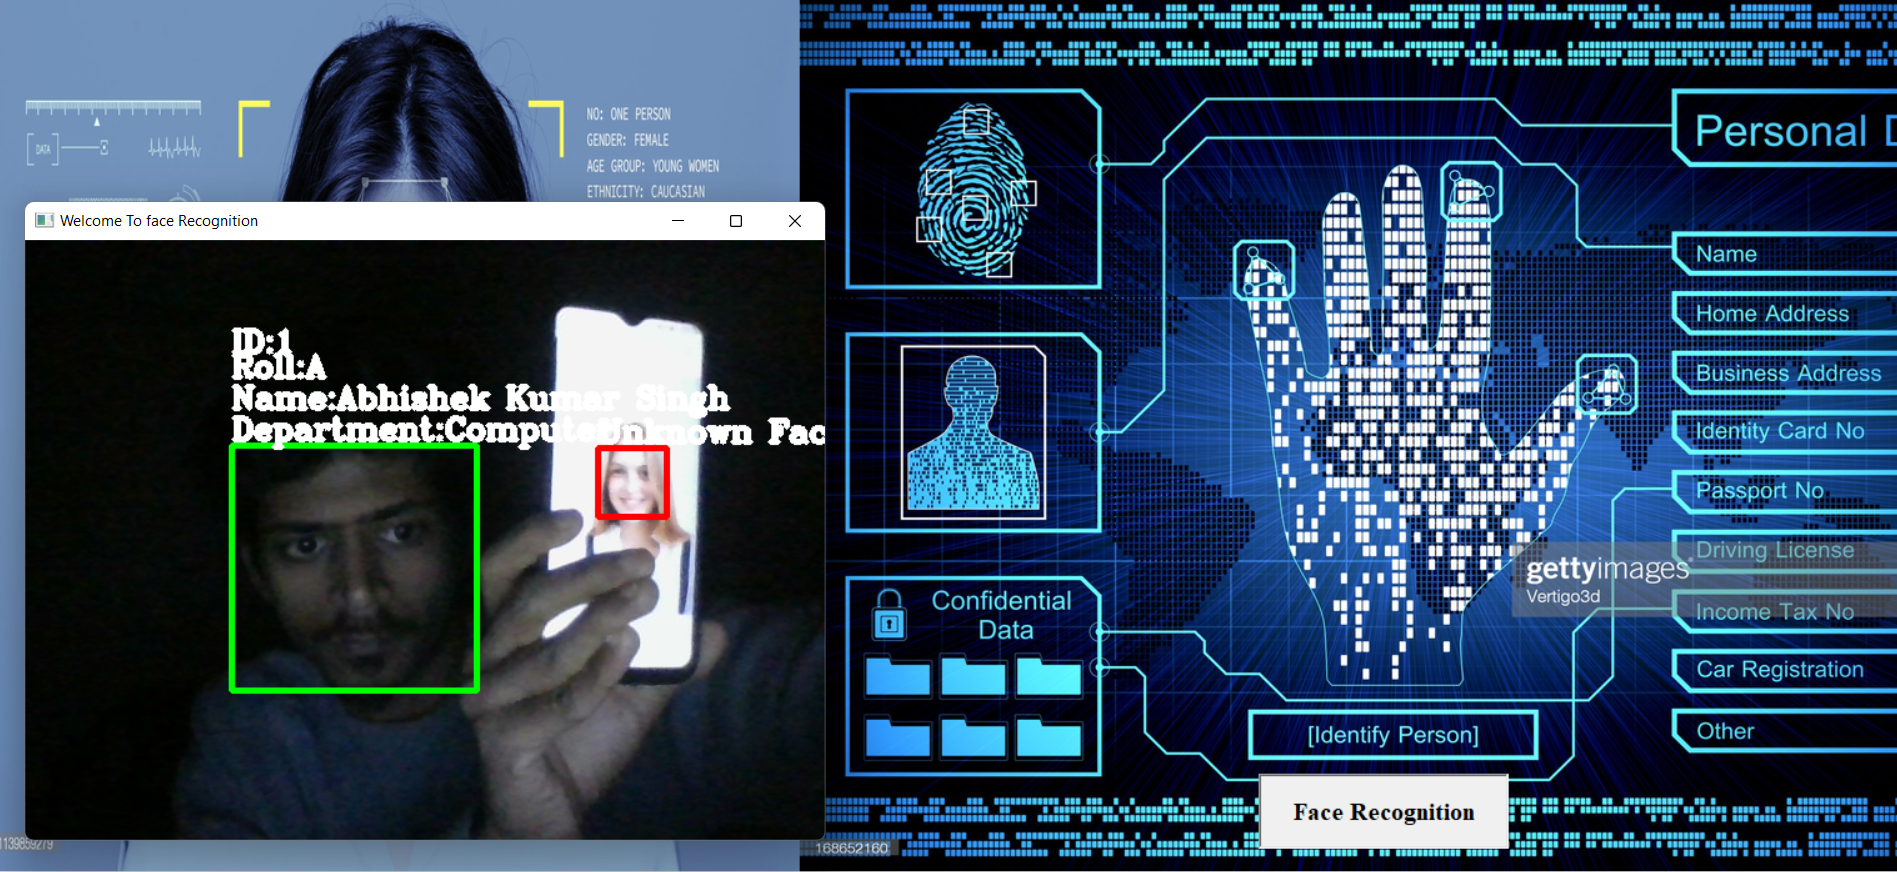 NO: ONE PERSON
GENDER: FEMALE
AGE GROUP: YOUNG WOMEN
ETHNICITY: CAUCASIAN
DATA
Welcome To face Recognition
ID:1
Roll:A
Name:Abhishek Kumar Singh
Department:Compute
Unknown Fac
1139859279
Personal D
Name
Home Address
Business Address
Identity Card No
Passport No
Driving License
Income Tax No
Car Registration
Other
Confidential
Data
gettyimages
Vertigo3d
[Identify Person]
Face Recognition
168652160